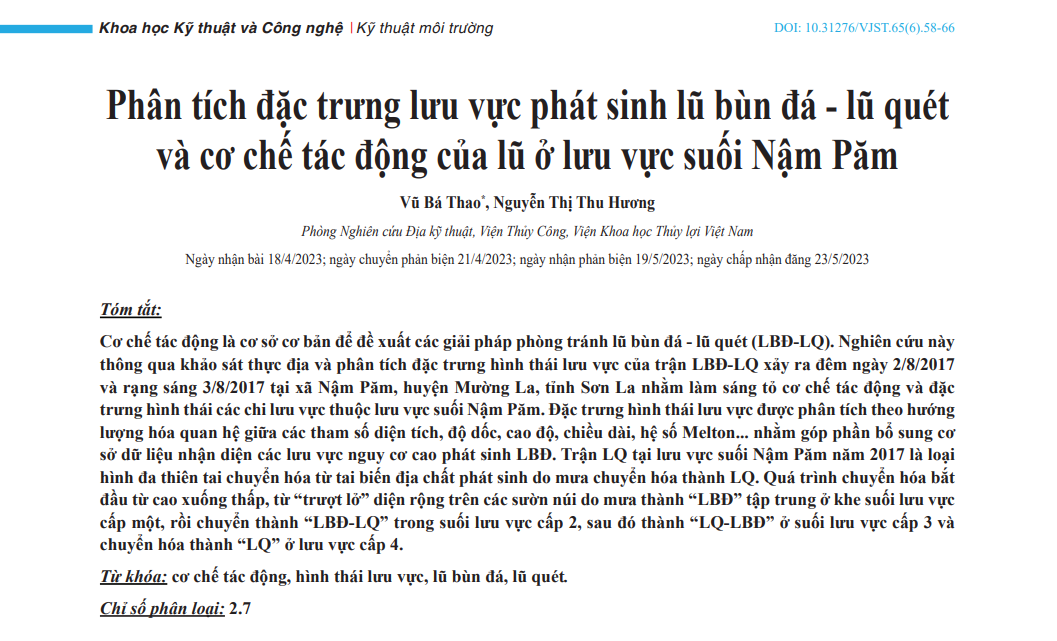 Khoa học Kỹ thuật và Công nghệ | Kỹ thuật môi trường
DOI: 10.31276/VJST.65(6).58-66
Phân tích đặc trưng lưu vực phát sinh lũ bùn đá - lũ quét
và cơ chế tác động của lũ ở lưu vực suối Nậm Păm
Vũ Bá Thao*, Nguyễn Thị Thu Hương
Phòng Nghiên cứu Địa kỹ thuật, Viện Thủy Công, Viện Khoa học Thủy lợi Việt Nam
Ngày nhận bài 18/4/2023; ngày chuyển phản biện 21/4/2023; ngày nhận phản biện 19/5/2023; ngày chấp nhận đăng 23/5/2023
Tóm tắt:
Cơ chế tác động là cơ sở cơ bản để đề xuất các giải pháp phòng tránh lũ bùn đá - lũ quét (LBĐ-LQ). Nghiên cứu này
thông qua khảo sát thực địa và phân tích đặc trưng hình thái lưu vực của trận LBĐ-LQ xảy ra đêm ngày 2/8/2017
và rạng sáng 3/8/2017 tại xã Nậm Păm, huyện Mường La, tỉnh Sơn La nhằm làm sáng tỏ cơ chế tác động và đặc
trưng hình thái các chi lưu vực thuộc lưu vực suối Nậm Păm. Đặc trưng hình thái lưu vực được phân tích theo hướng
lượng hóa quan hệ giữa các tham số diện tích, độ dốc, cao độ, chiều dài, hệ số Melton... nhằm góp phần bổ sung cơ
sở dữ liệu nhận diện các lưu vực nguy cơ cao phát sinh LBĐ. Trận LQ tại lưu vực suối Nậm Păm năm 2017 là loại
hình đa thiên tai chuyển hóa từ tai biến địa chất phát sinh do mưa chuyển hóa thành LQ. Quá trình chuyển hóa bắt
đầu từ cao xuống thấp, từ “trượt lở” diện rộng trên các sườn núi do mưa thành “LBĐ” tập trung ở khe suối lưu vực
cấp một, rồi chuyển thành “LBĐ-LQ” trong suối lưu vực cấp 2, sau đó thành “LQ-LBĐ” ở suối lưu vực cấp 3 và
chuyển hóa thành “LQ” ở lưu vực cấp 4.
Từ khóa: cơ chế tác động, hình thái lưu vực, lũ bùn đá, lũ quét.
Chỉ số phân loại: 2.7